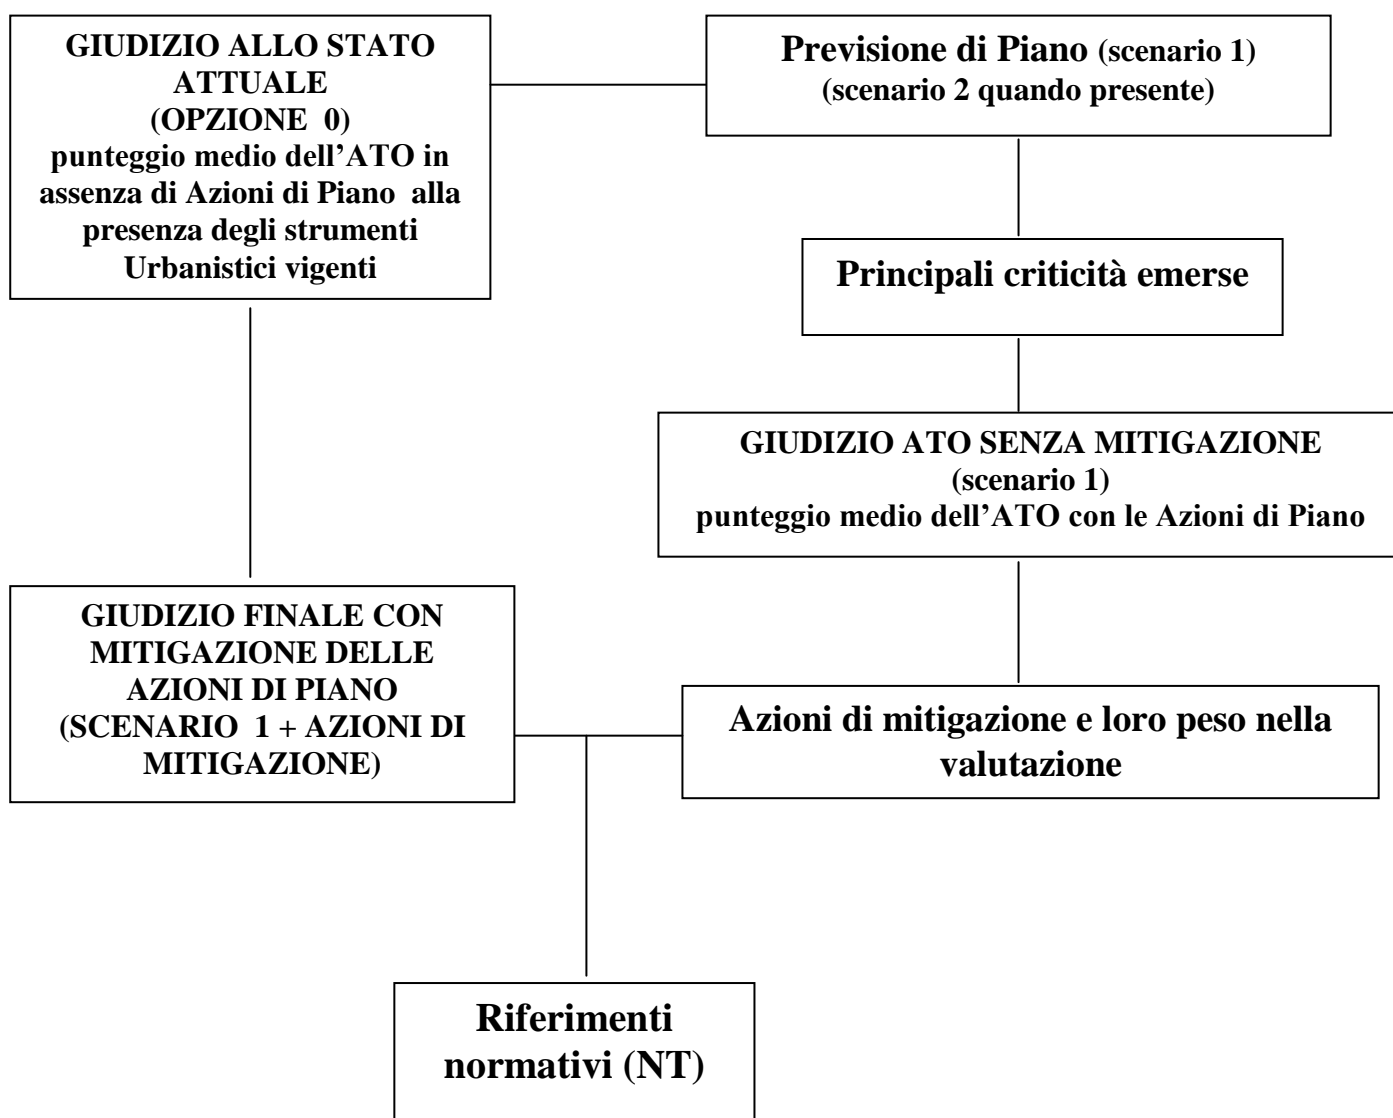 GIUDIZIO ALLO STATO
ATTUALE
(OPZIONE 0)
punteggio medio dell’ATO in
assenza di Azioni di Piano alla
presenza degli strumenti
Urbanistici vigenti
Previsione di Piano (scenario 1)
(scenario 2 quando presente)
Principali criticità emerse
GIUDIZIO ATO SENZA MITIGAZIONE
(scenario 1)
punteggio medio dell’ATO con le Azioni di Piano
GIUDIZIO FINALE CON
MITIGAZIONE DELLE
AZIONI DI PIANO
(SCENARIO 1 + AZIONI DI
MITIGAZIONE)
Azioni di mitigazione e loro peso nella
valutazione
Riferimenti
normativi (NT)